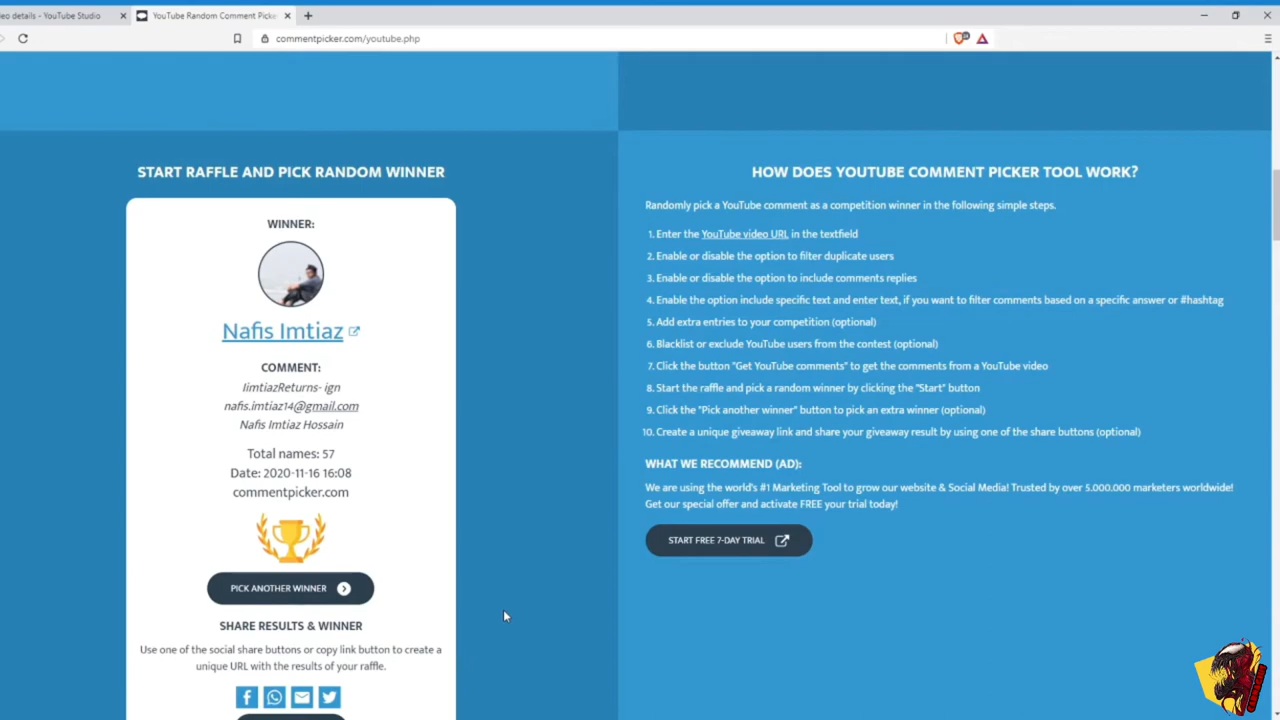 eo details - YouTube Studio
YouTube Random Comment Picke
commentpicker.com/youtube.php
START RAFFLE AND PICK RANDOM WINNER
WINNER:
Nafis Imtiaz
COMMENT:
IimtiazReturns- ign
nafis.imtiaz14@gmail.com
Nafis Imtiaz Hossain
Total names: 57
Date: 2020-11-16 16:08
commentpicker.com
PICK ANOTHER WINNER
SHARE RESULTS & WINNER
Use one of the social share buttons or copy link button to create a
unique URL with the results of your raffle.
HOW DOES YOUTUBE COMMENT PICKER TOOL WORK?
Randomly pick a YouTube comment as a competition winner in the following simple steps.
1. Enter the YouTube video URL in the textfield
2. Enable or disable the option to filter duplicate users
3. Enable or disable the option to include comments replies
4. Enable the option include specific text and enter text, if you want to filter comments based on a specific answer or #hashtag
5. Add extra entries to your competition (optional)
6. Blacklist or exclude YouTube users from the contest (optional)
7. Click the button "Get YouTube comments" to get the comments from a YouTube video
8. Start the raffle and pick a random winner by clicking the "Start" button
9. Click the "Pick another winner" button to pick an extra winner (optional)
10. Create a unique giveaway link and share your giveaway result by using one of the share buttons (optional)
WHAT WE RECOMMEND (AD):
We are using the world's #1 Marketing Tool to grow our website & Social Media! Trusted by over 5.000.000 marketers worldwide!
Get our special offer and activate FREE your trial today!
START FREE 7-DAY TRIAL